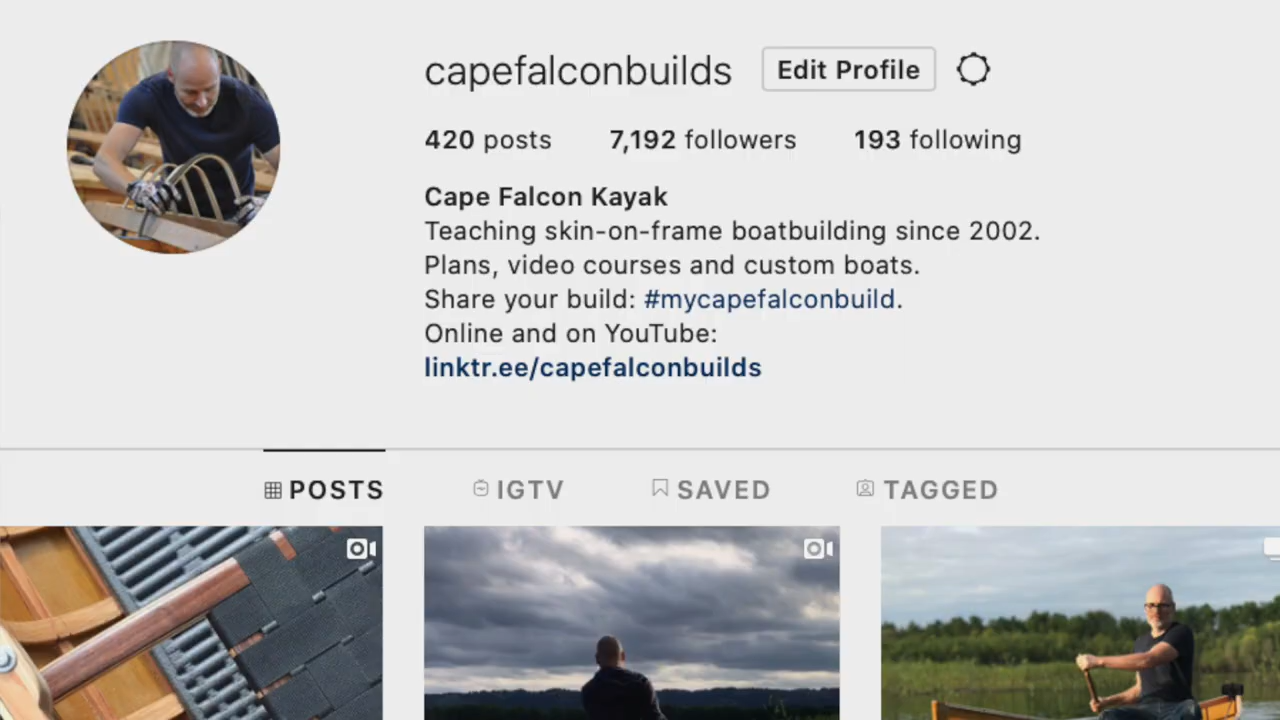 capefalconbuilds Edit Profile
420 posts 7,192 followers 193 following
Cape Falcon Kayak
Teaching skin-on-frame boatbuilding since 2002.
Plans, video courses and custom boats.
Share your build: #mycapefalconbuild.
Online and on YouTube:
linktr.ee/capefalconbuilds
POSTS IGTV SAVED TAGGED